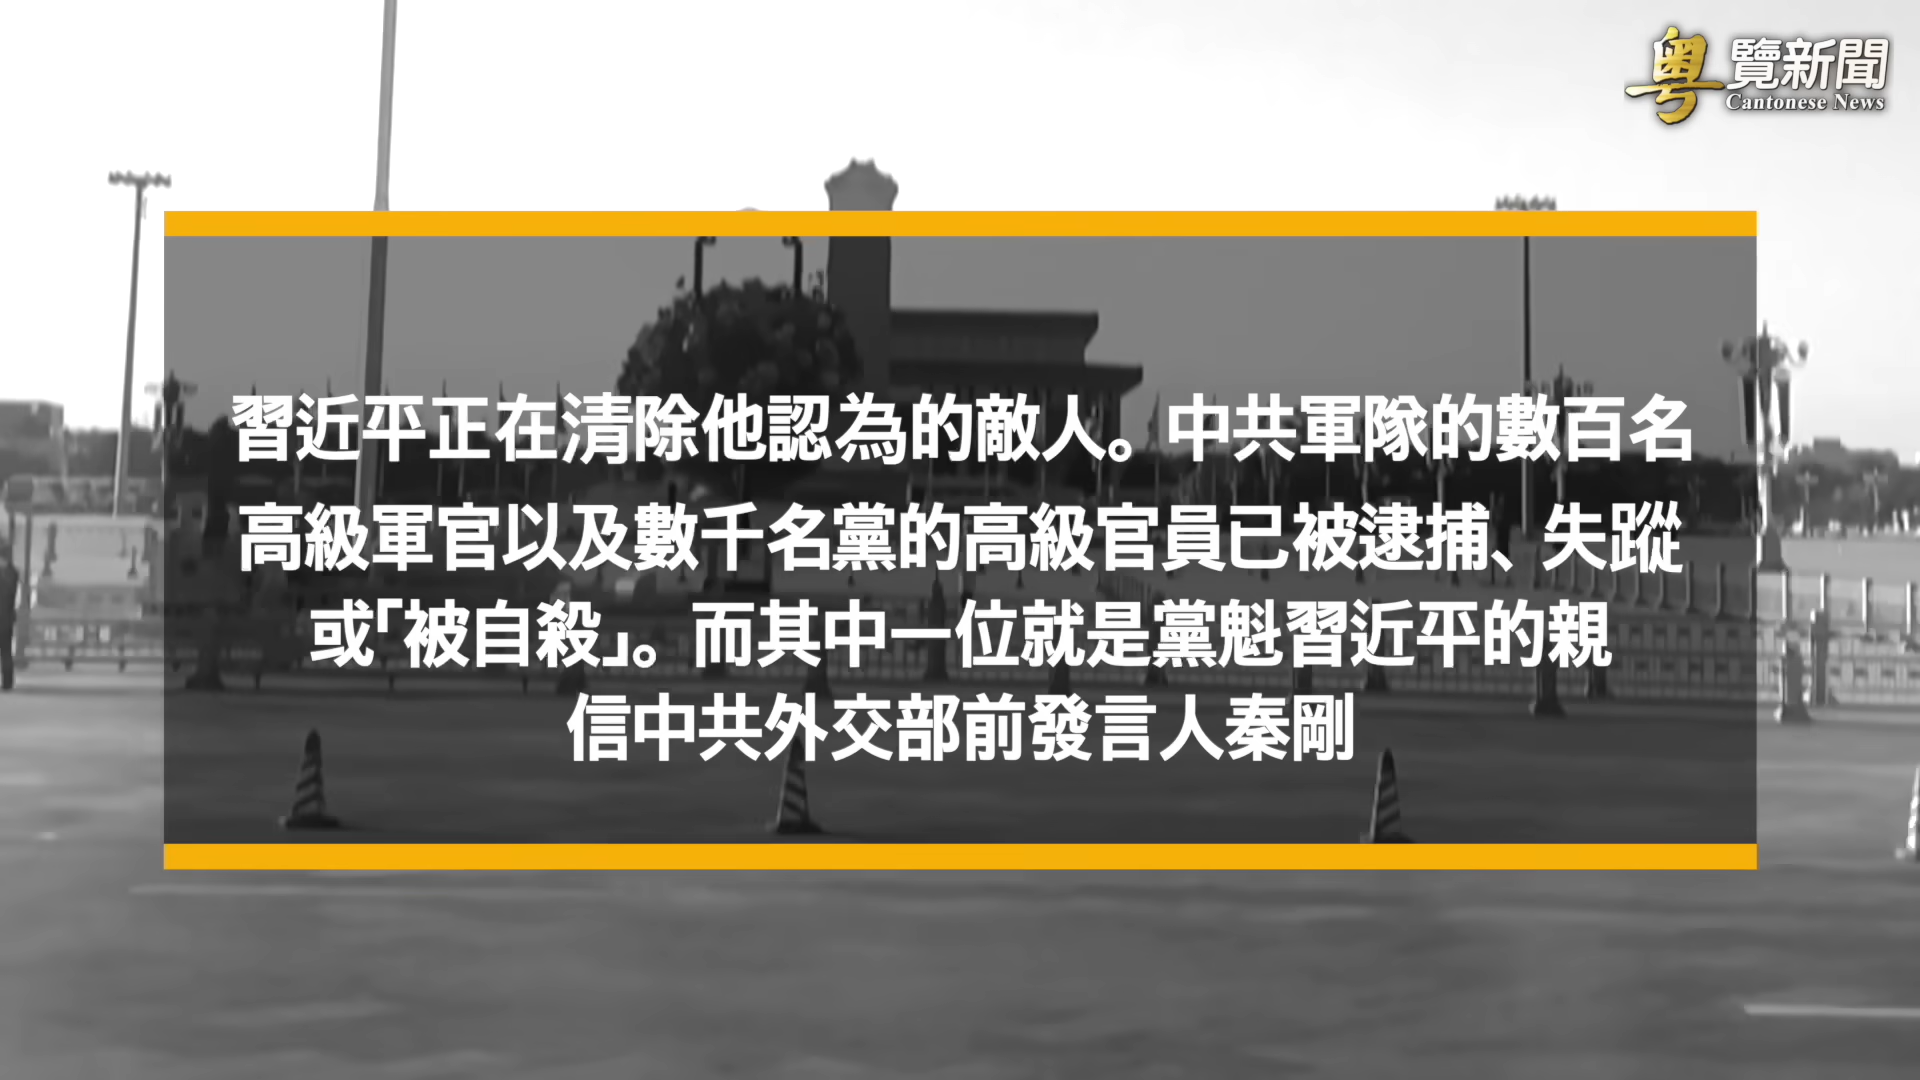 粤覽新聞
Cantonese News
習近平正在清除他認為的敵人。中共軍隊的數百名
高級軍官以及數千名黨的高級官員已被逮捕、失蹤
或「被自殺」。而其中一位就是黨魁習近平的親
信中共外交部前發言人秦剛